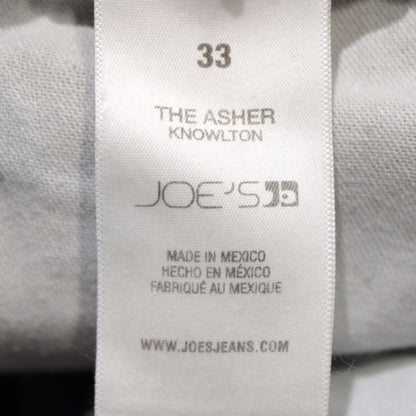 33
THE ASHER
KNOWLTON
JOE'S
MADE IN MEXICO
HECHO EN MÉXICO
FABRIQUÉ AU MEXIQUE
WWW.JOESJEANS.COM